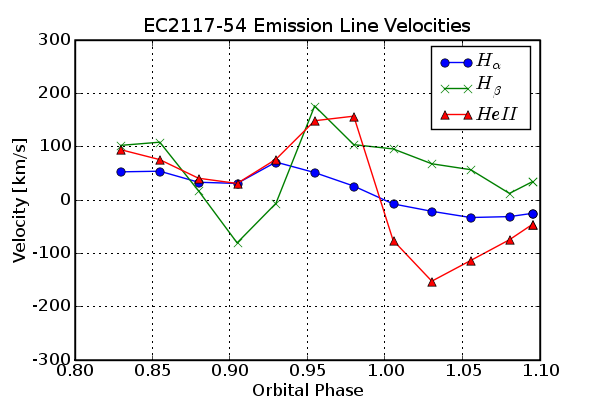 EC2117-54 Emission Line Velocities
300
200
100
0
-100
-200
-300
Velocity [km/s]
Hα
Hβ
HeII
0.80 0.85 0.90 0.95 1.00 1.05 1.10
Orbital Phase